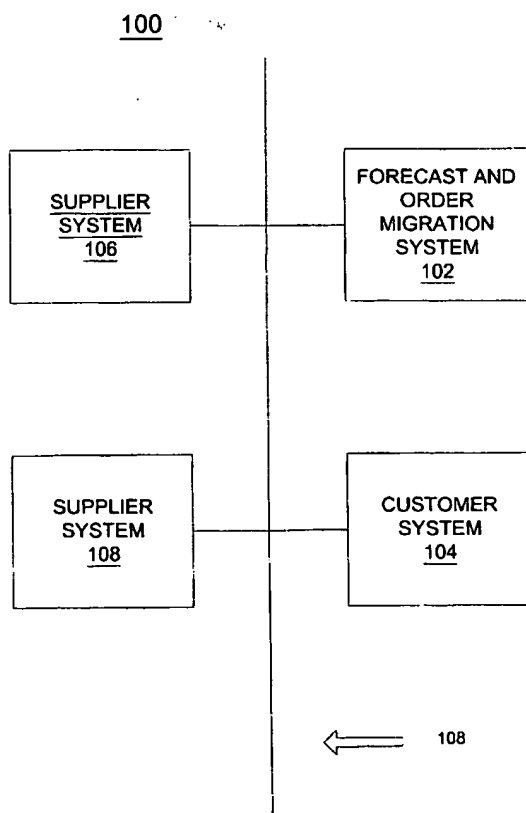 100
SUPPLIER
SYSTEM
106
FORECAST AND
ORDER
MIGRATION
SYSTEM
102
SUPPLIER
SYSTEM
108
CUSTOMER
SYSTEM
104
108